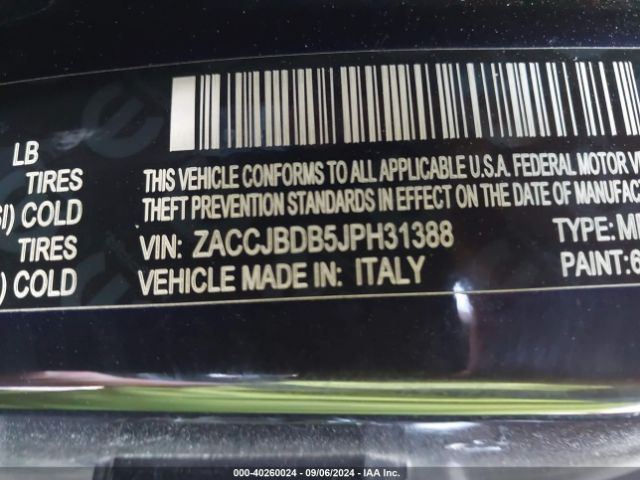 LB
TIRES
SI) COLD
TIRES
) COLD
THIS VEHICLE CONFORMS TO ALL APPLICABLE U.S.A. FEDERAL MOTOR VE
THEFT PREVENTION STANDARDS IN EFFECT ON THE DATE OF MANUFAC
VIN: ZACCJBDB5JPH31388
TYPE:
VEHICLE MADE IN: ITALY
PAINT:6
000-40260024 - 09/06/2024 - IAA Inc.